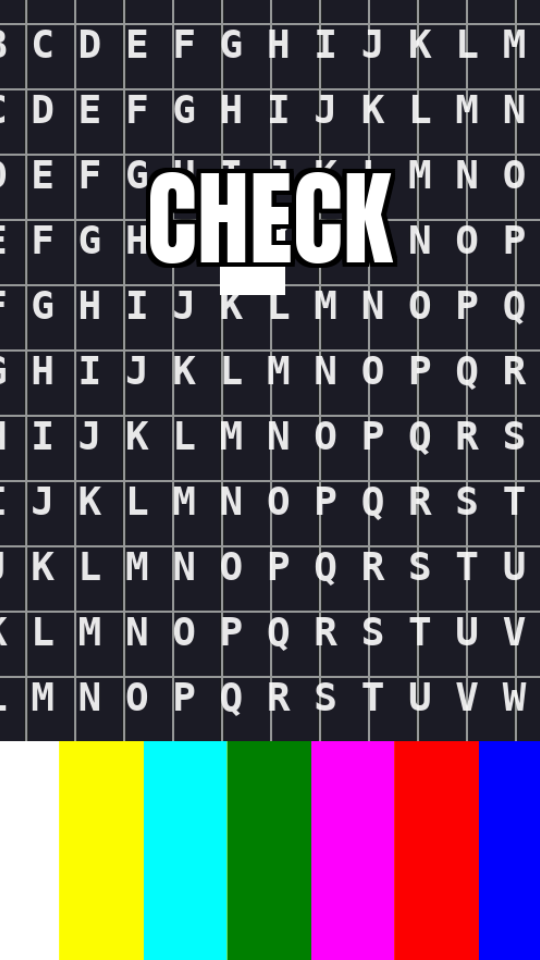 B C D E F G H I J K L M
C D E F G H I J K L M N
D E F G M N O
CHECK
E F G H N O P
F G H I J K L M N O P Q
G H I J K L M N O P Q R
H I J K L M N O P Q R S
I J K L M N O P Q R S T
J K L M N O P Q R S T U
K L M N O P Q R S T U V
L M N O P Q R S T U V W